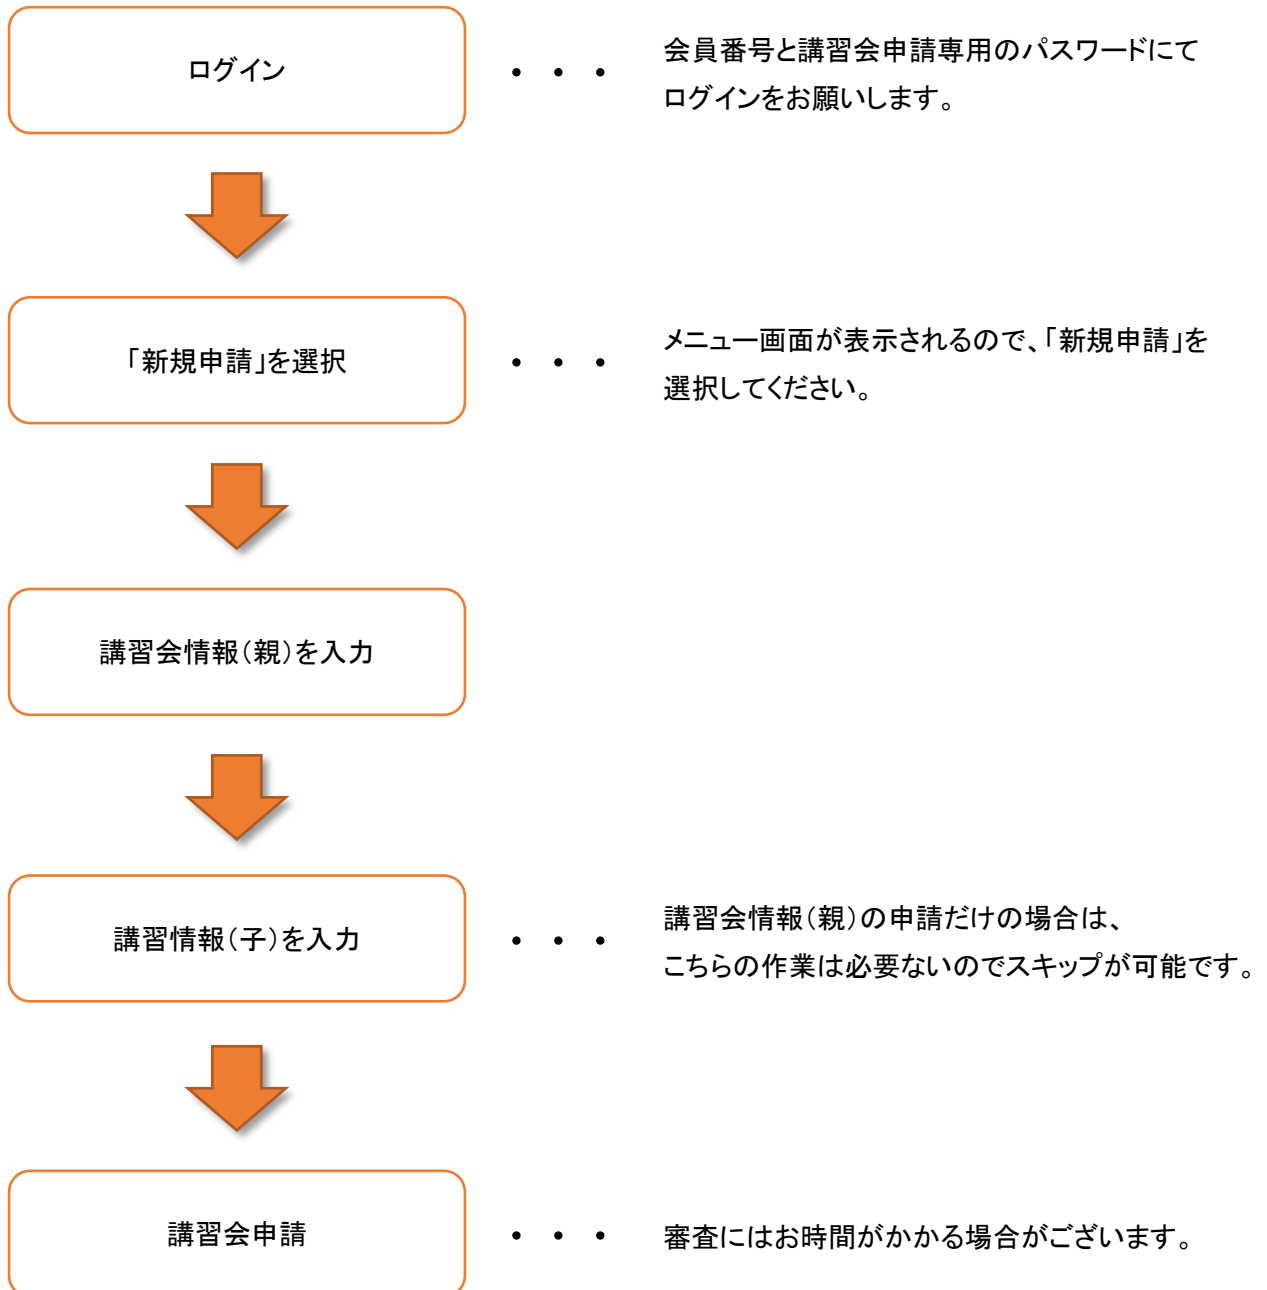 ログイン
・・・
会員番号と講習会申請専用のパスワードにて
ログインをお願いします。
「新規申請」を選択
・・・
メニュー画面が表示されるので、「新規申請」を
選択してください。
講習会情報（親）を入力
講習情報（子）を入力
・・・
講習会情報（親）の申請だけの場合は、
こちらの作業は必要ないのでスキップが可能です。
講習会申請
・・・
審査にはお時間がかかる場合がございます。